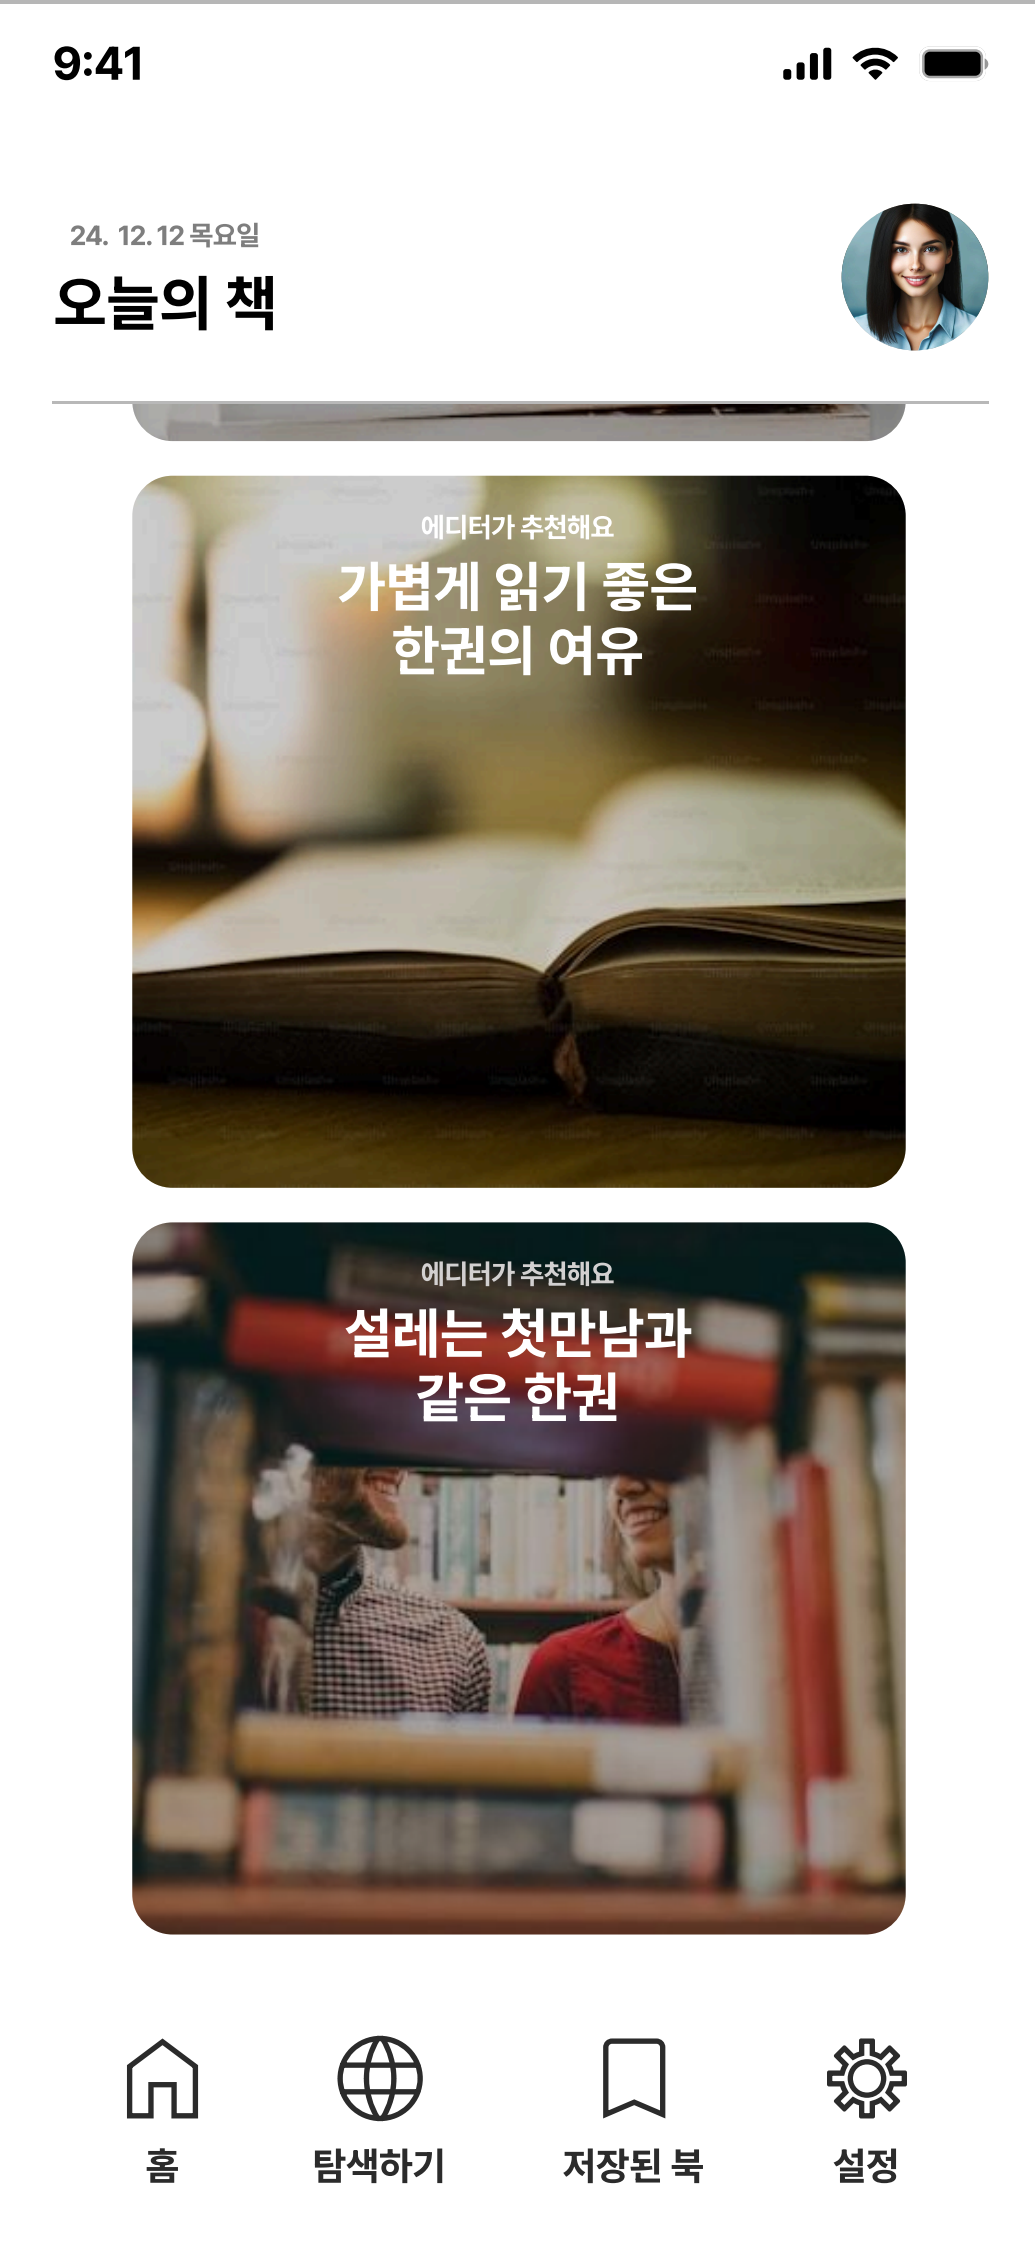 9:41
24. 12. 12 목요일
오늘의 책
에디터가 추천해요
가볍게 읽기 좋은
한권의 여유
에디터가 추천해요
설레는 첫만남과
같은 한권
홈
탐색하기
저장된 북
설정